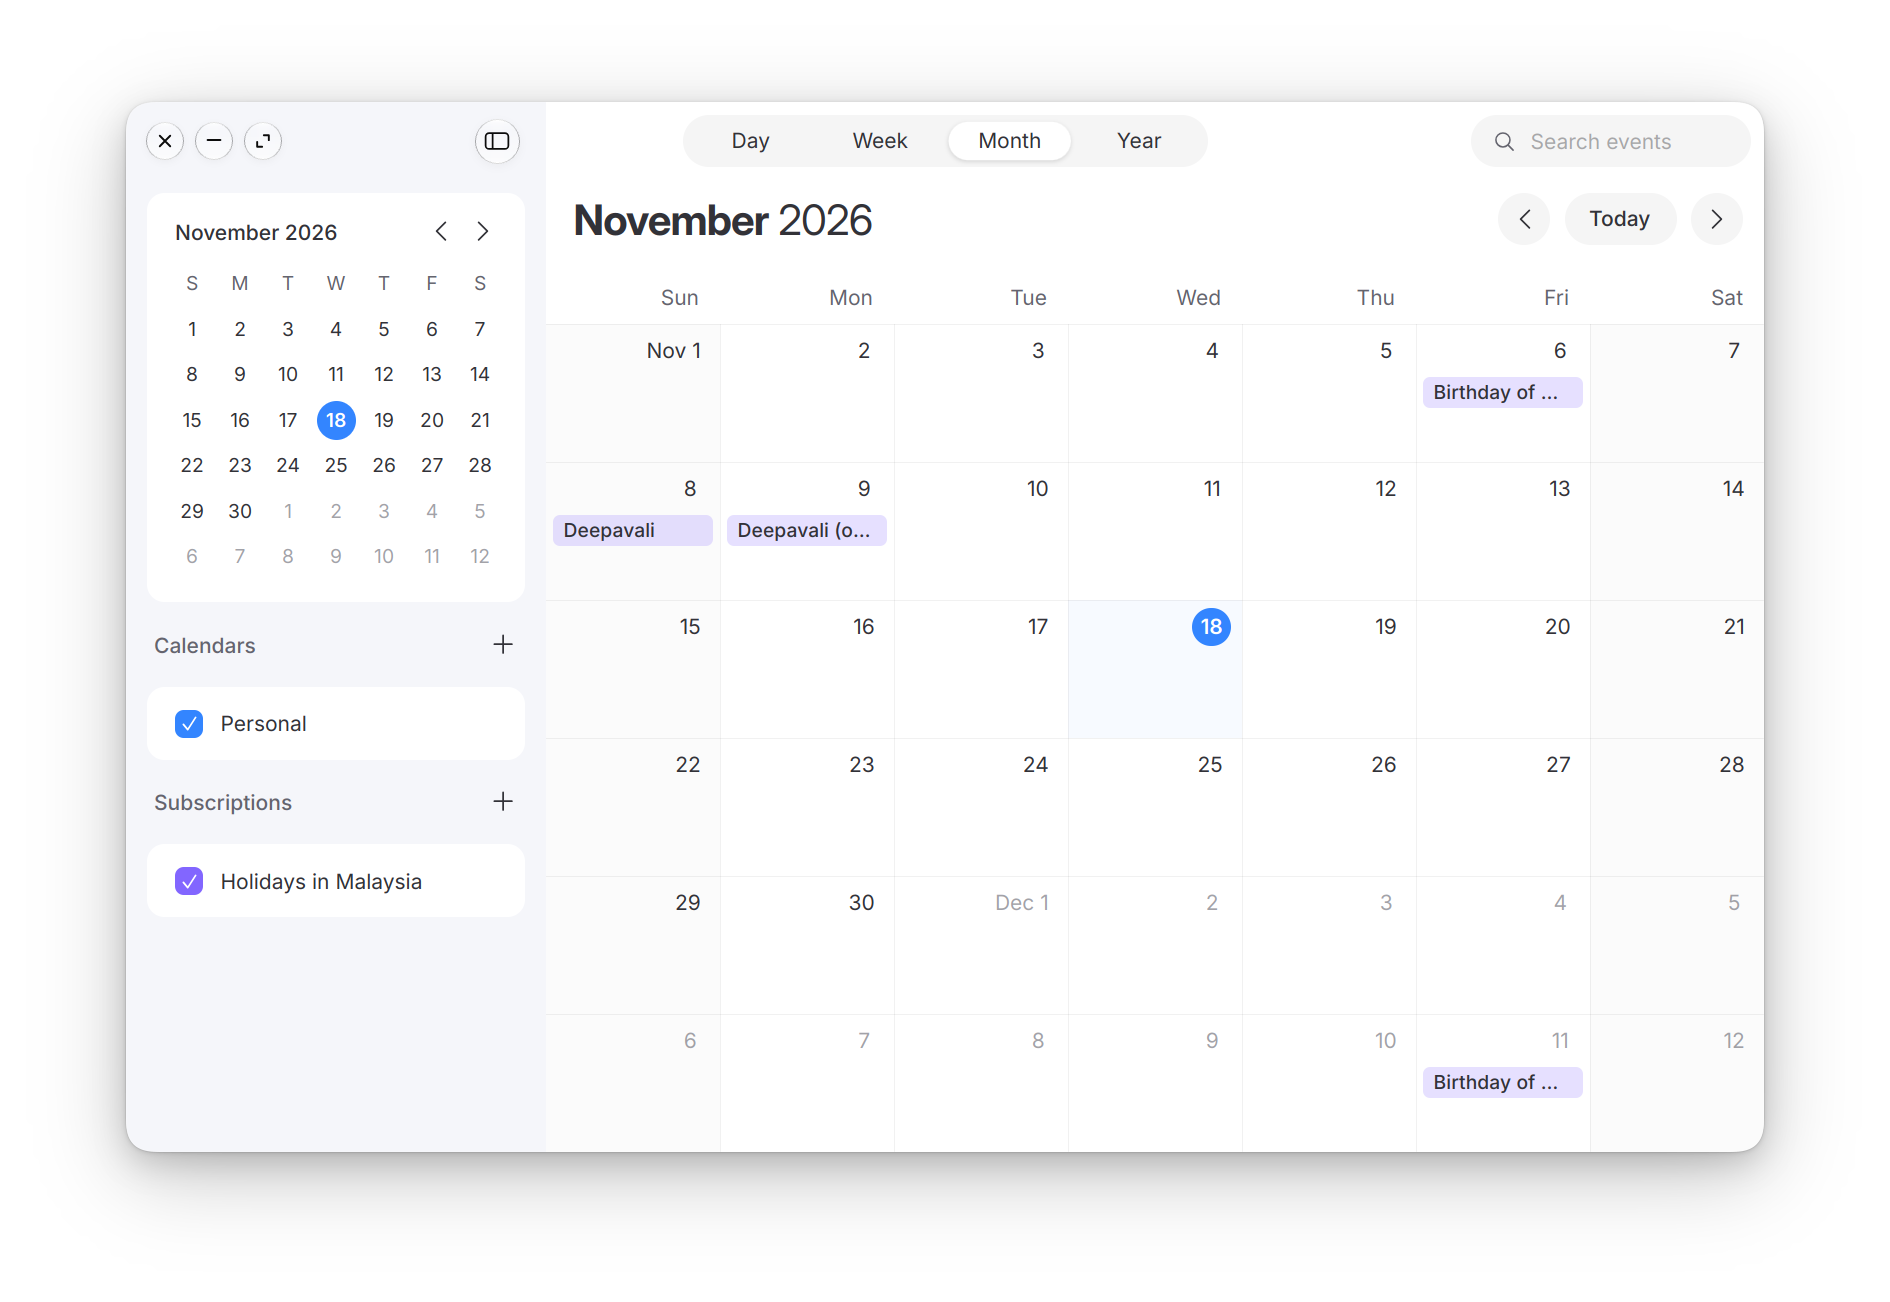 Day Week Month Year
Search events
November 2026
S M T W T F S
1 2 3 4 5 6 7
8 9 10 11 12 13 14
15 16 17 18 19 20 21
22 23 24 25 26 27 28
29 30 1 2 3 4 5
6 7 8 9 10 11 12
Calendars
Personal
Subscriptions
Holidays in Malaysia
November 2026
Today
Sun Mon Tue Wed Thu Fri Sat
Nov 1 2 3 4 5 6 7
Birthday of ...
8 9 10 11 12 13 14
Deepavali Deepavali (o...
15 16 17 18 19 20 21
22 23 24 25 26 27 28
29 30 Dec 1 2 3 4 5
6 7 8 9 10 11 12
Birthday of ...